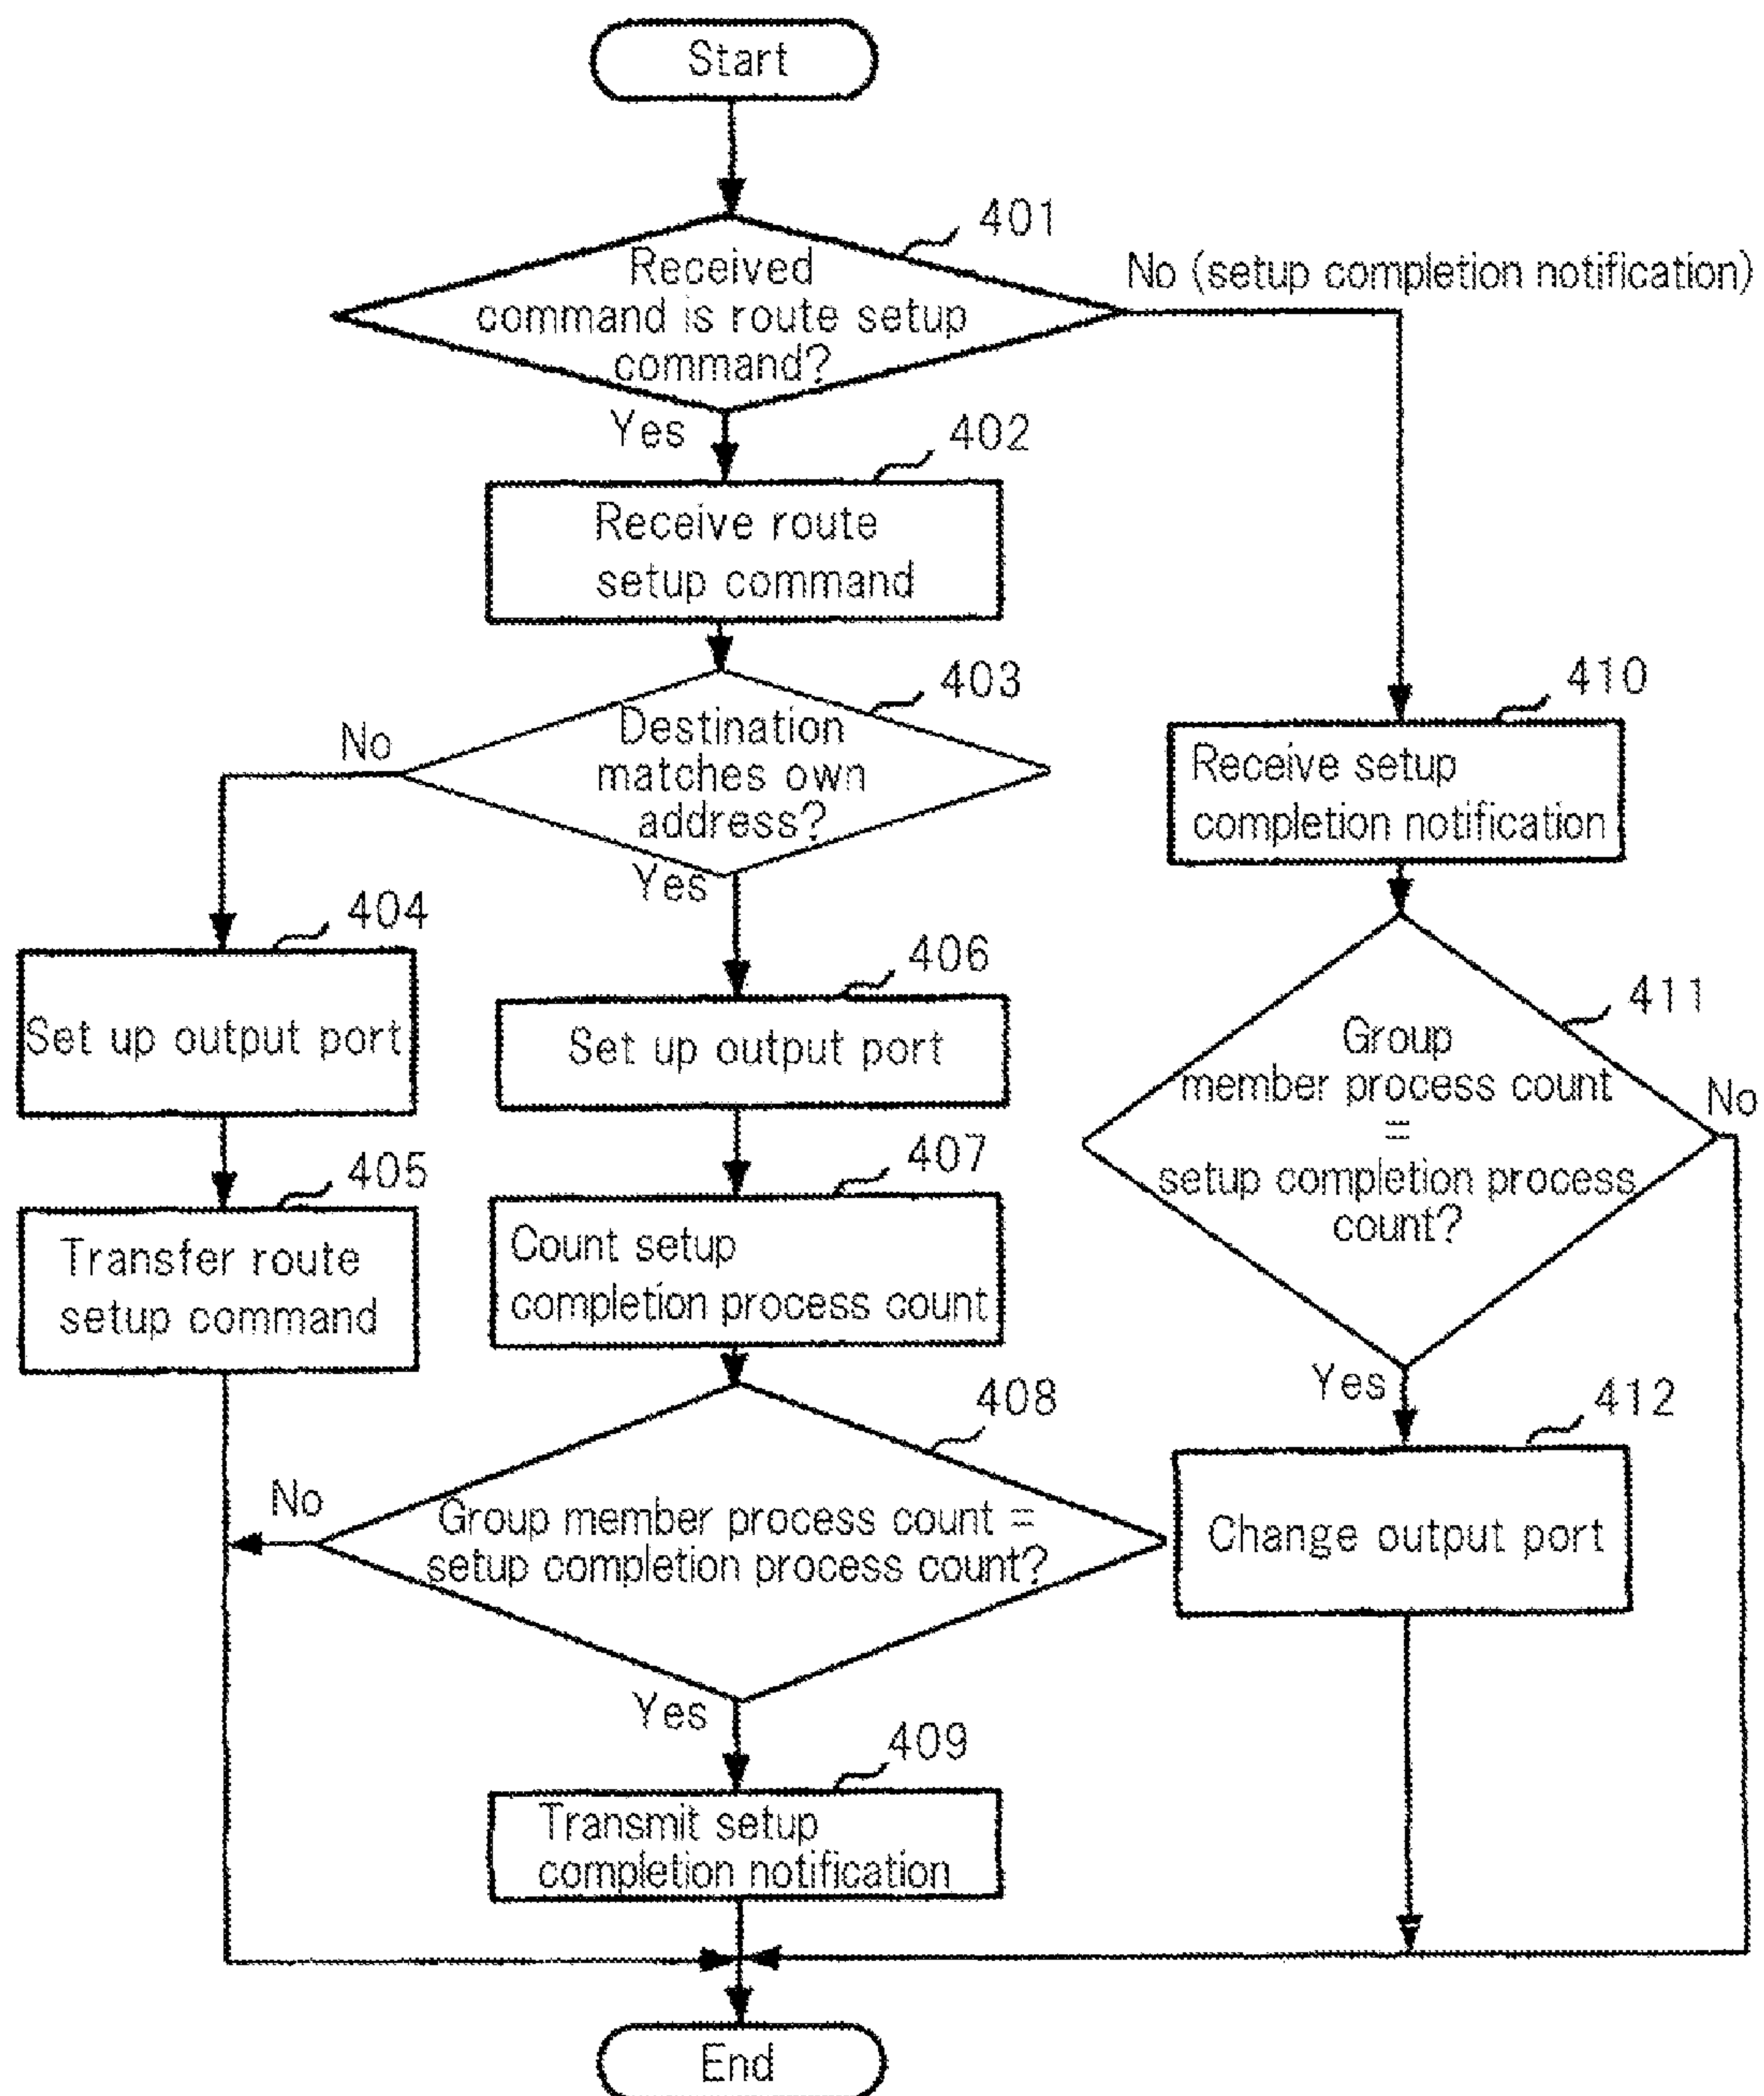 Start
401
Received
command is route setup
command?
No (setup completion notification)
Yes
402
Receive route
setup command
403
Destination
matches own
address?
No
Yes
410
Receive setup
completion notification
404
Set up output port
406
Set up output port
411
Group
member process count
=
setup completion process
count?
No
Yes
405
Transfer route
setup command
407
Count setup
completion process count
408
Group member process count =
setup completion process count?
No
Yes
412
Change output port
409
Transmit setup
completion notification
End